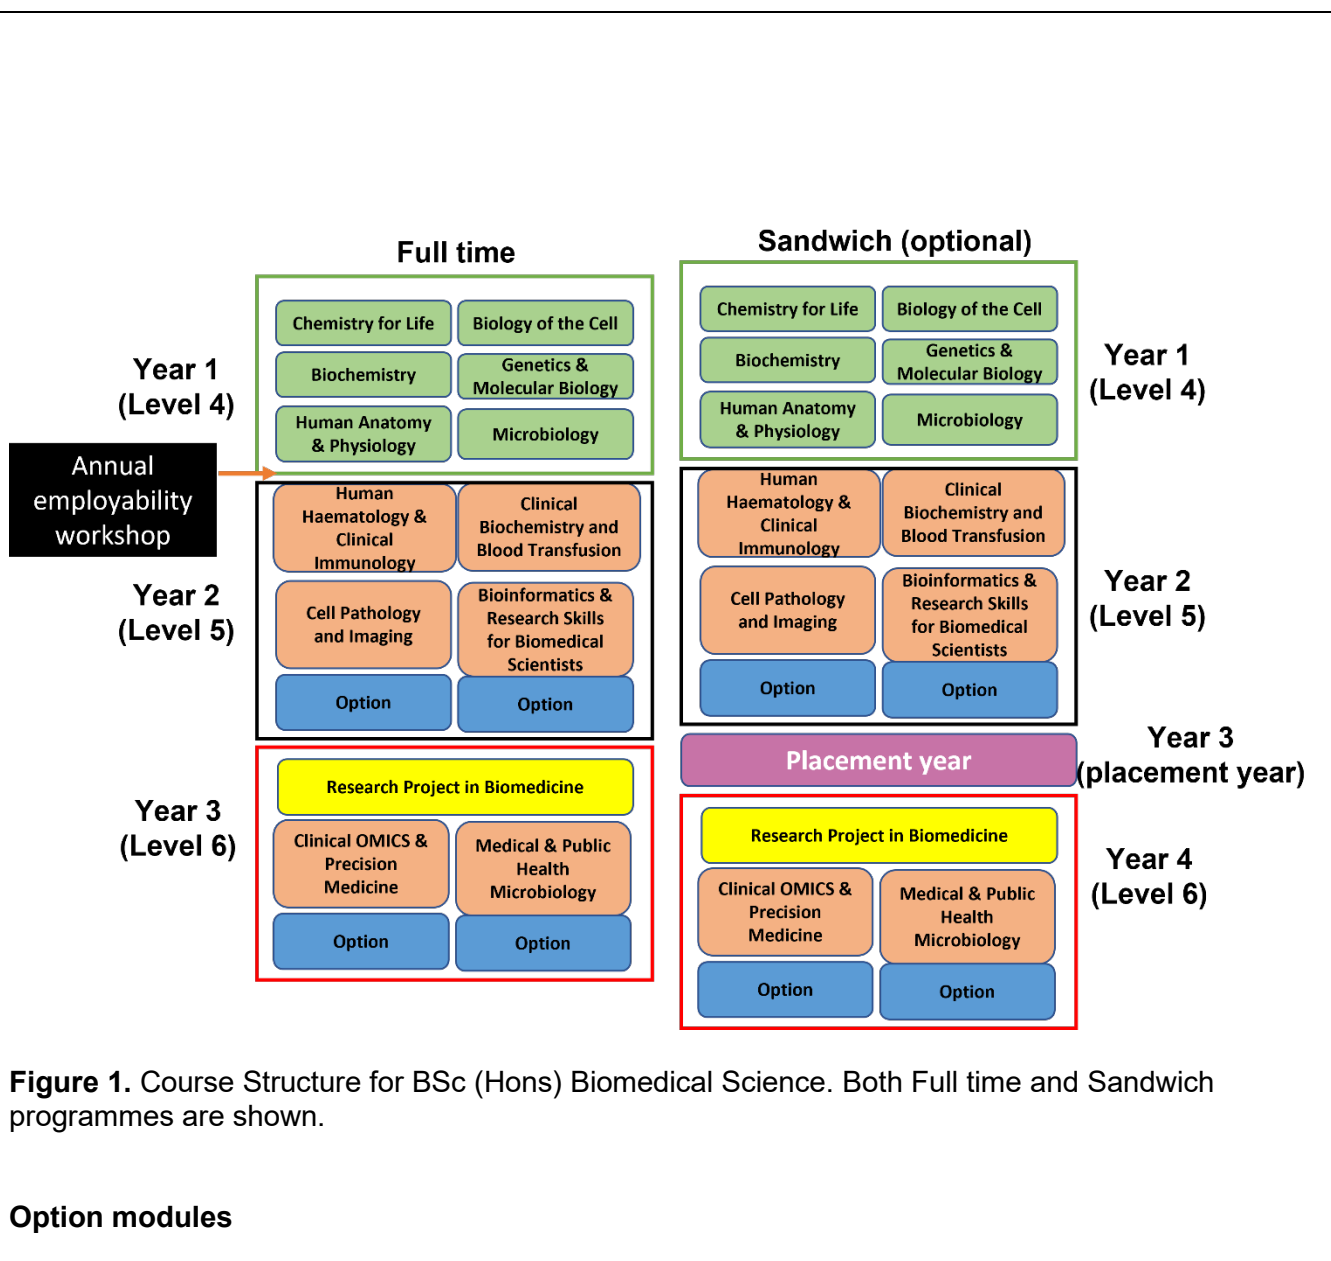 Full time
Chemistry for Life
Biology of the Cell
Biochemistry
Genetics &
Molecular Biology
Human Anatomy
& Physiology
Microbiology
Year 1
(Level 4)
Annual
employability
workshop
Human
Haematology &
Clinical
Immunology
Clinical
Biochemistry and
Blood Transfusion
Cell Pathology
and Imaging
Bioinformatics &
Research Skills
for Biomedical
Scientists
Option
Option
Year 2
(Level 5)
Research Project in Biomedicine
Clinical OMICS &
Precision
Medicine
Medical & Public
Health
Microbiology
Option
Option
Year 3
(Level 6)
Sandwich (optional)
Chemistry for Life
Biology of the Cell
Biochemistry
Genetics &
Molecular Biology
Human Anatomy
& Physiology
Microbiology
Year 1
(Level 4)
Human
Haematology &
Clinical
Immunology
Clinical
Biochemistry and
Blood Transfusion
Cell Pathology
and Imaging
Bioinformatics &
Research Skills
for Biomedical
Scientists
Option
Option
Year 2
(Level 5)
Placement year
Year 3
(placement year)
Research Project in Biomedicine
Clinical OMICS &
Precision
Medicine
Medical & Public
Health
Microbiology
Option
Option
Year 4
(Level 6)
Figure 1. Course Structure for BSc (Hons) Biomedical Science. Both Full time and Sandwich
programmes are shown.
Option modules